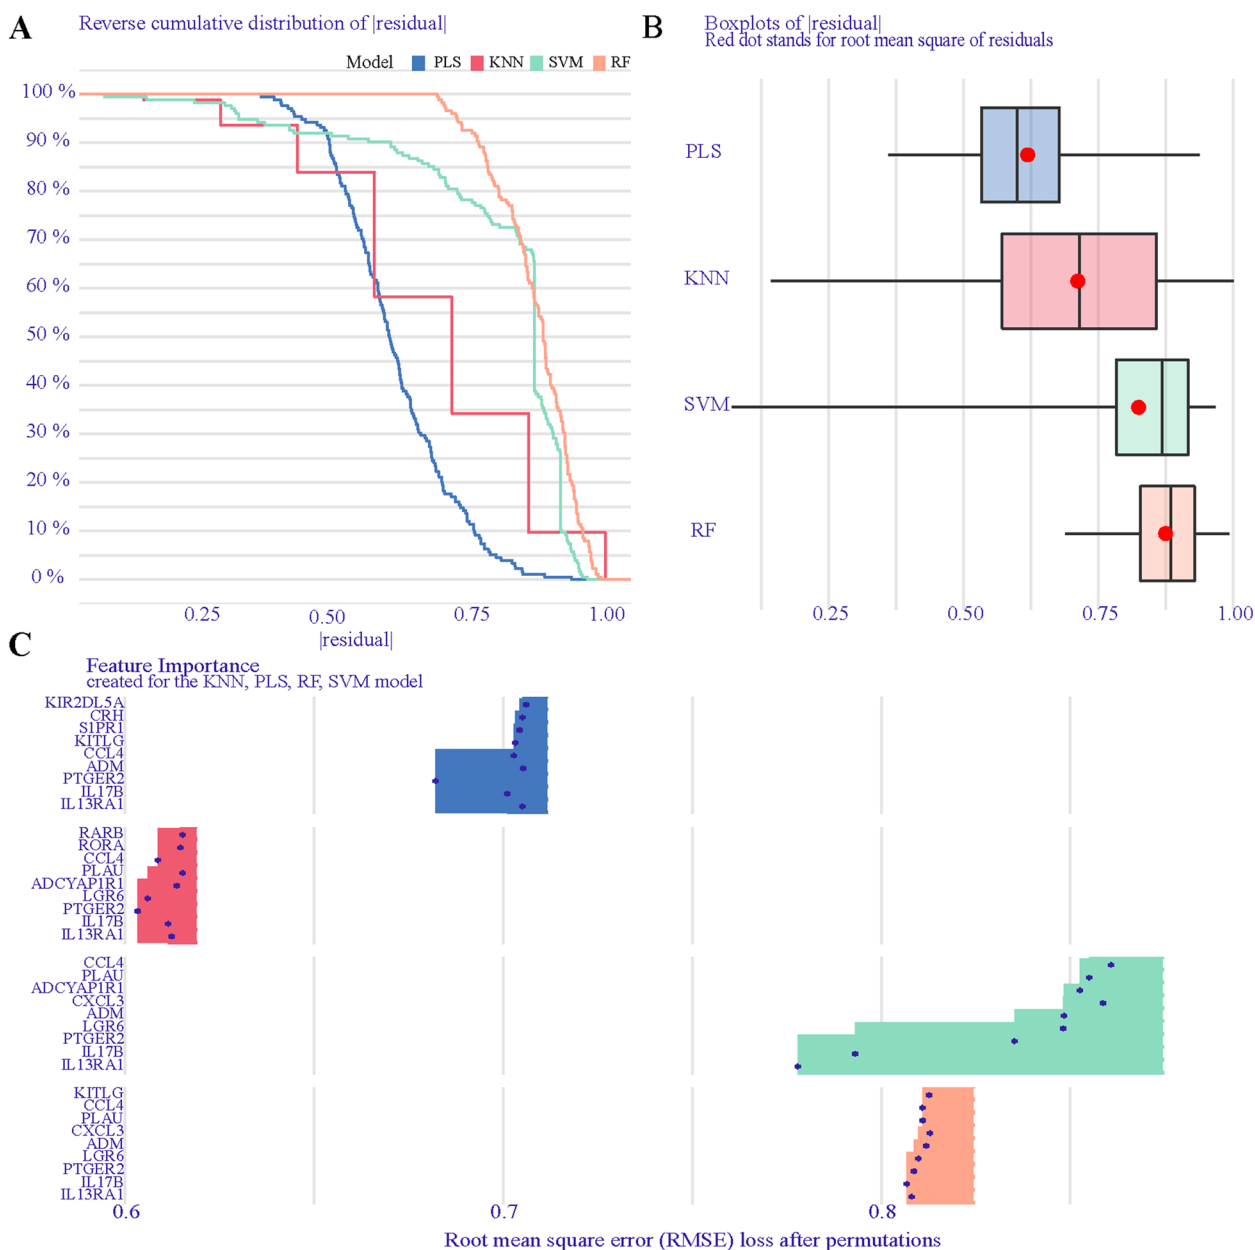 A
Reverse cumulative distribution of |residual|
Model PLS KNN SVM RF
100 %
90 %
80 %
70 %
60 %
50 %
40 %
30 %
20 %
10 %
0 %
0.25 0.50 0.75 1.00
|residual|
B
Boxplots of |residual|
Red dot stands for root mean square of residuals
PLS
KNN
SVM
RF
0.25 0.50 0.75 1.00
C
Feature Importance
created for the KNN, PLS, RF, SVM model
KIR2DL5A
CRH
S1PR1
KITLG
CCL4
ADM
PTGER2
IL17B
IL13RA1
RARB
RORA
CCL4
PLAU
ADCYAP1R1
LGR6
PTGER2
IL17B
IL13RA1
CCL4
PLAU
ADCYAP1R1
CXCL3
ADM
LGR6
PTGER2
IL17B
IL13RA1
KITLG
CCL4
PLAU
CXCL3
ADM
LGR6
PTGER2
IL17B
IL13RA1
0.6 0.7 0.8
Root mean square error (RMSE) loss after permutations